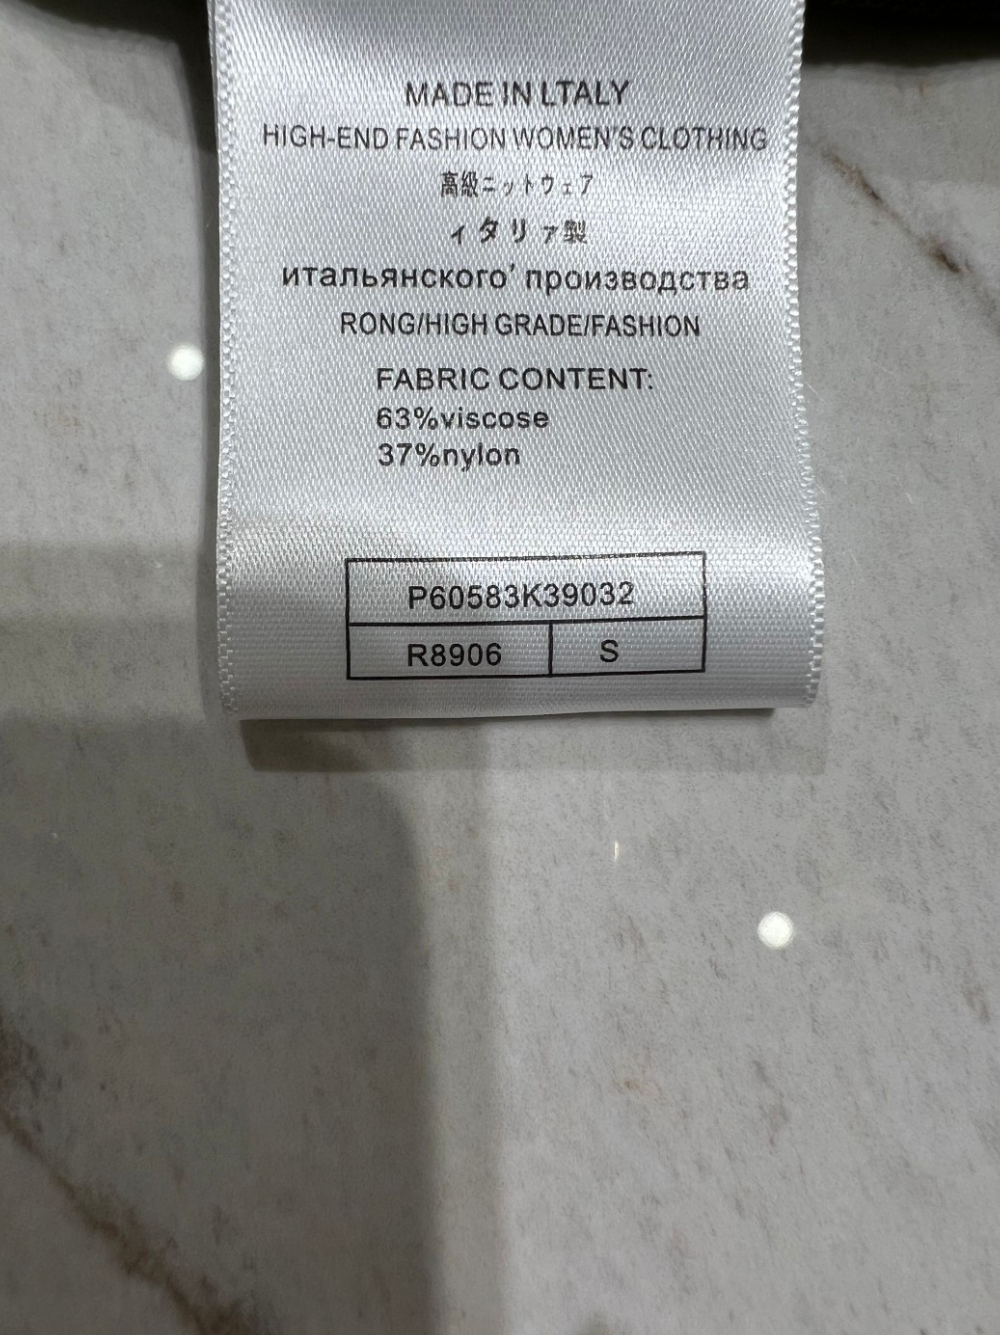 MADE IN LTALY
HIGH-END FASHION WOMEN'S CLOTHING
高級ニットウェア
ィタリァ製
итальянского' производства
RONG/HIGH GRADE/FASHION
FABRIC CONTENT:
63%viscose
37%nylon
P60583K39032
R8906 S